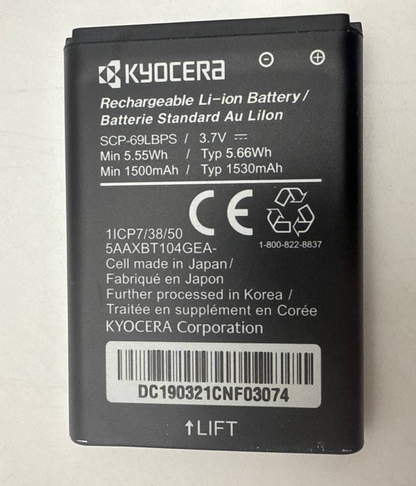 KYOCERA ⊖ ⊕
Rechargeable Li-ion Battery /
Batterie Standard Au LiIon
SCP-69LBPS / 3.7V ⎓
Min 5.55Wh / Typ 5.66Wh
Min 1500mAh / Typ 1530mAh
CE
1ICP7/38/50
5AAXBT104GEA-
1-800-822-8837
Cell made in Japan /
Fabriqué en Japon
Further processed in Korea /
Traitée en supplément en Corée
KYOCERA Corporation
DC190321CNF03074
↑LIFT